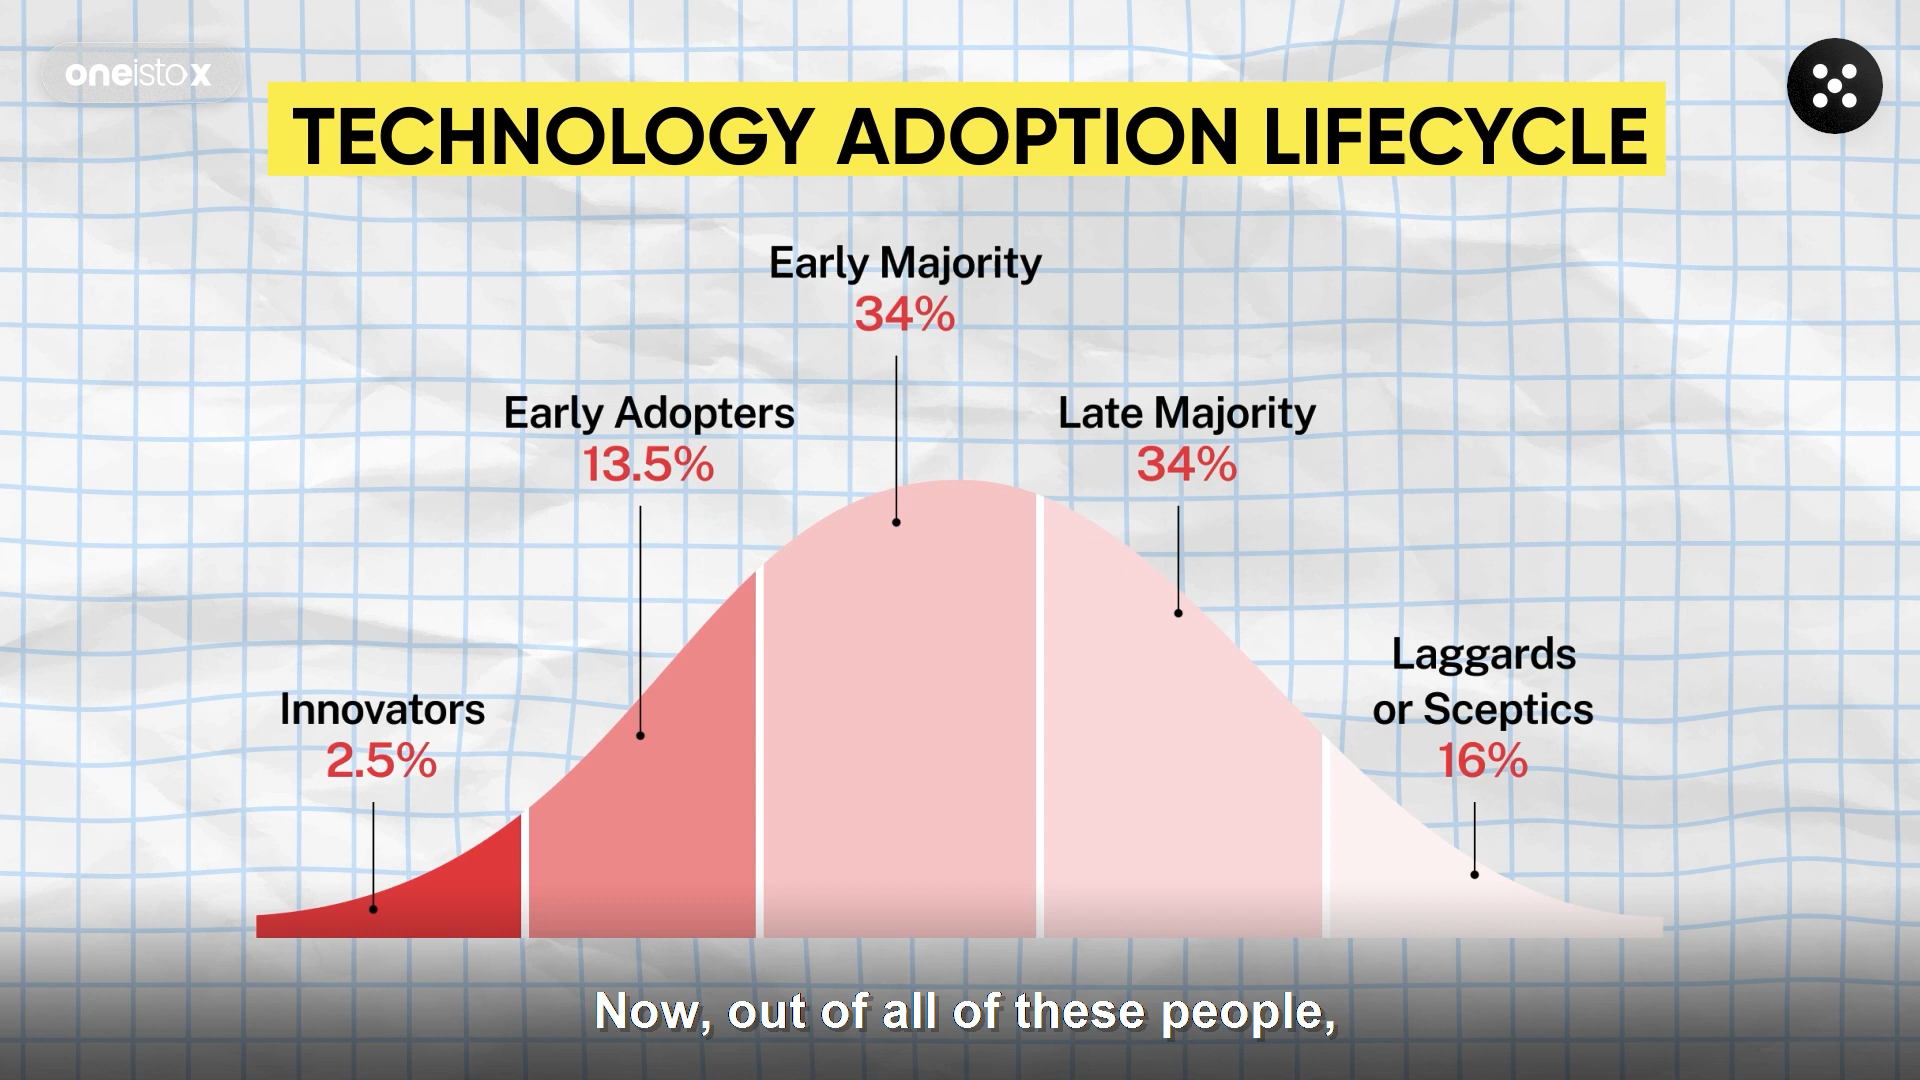 oneistox
TECHNOLOGY ADOPTION LIFECYCLE
Early Majority
34%
Early Adopters
13.5%
Late Majority
34%
Laggards
or Sceptics
16%
Innovators
2.5%
Now, out of all of these people,